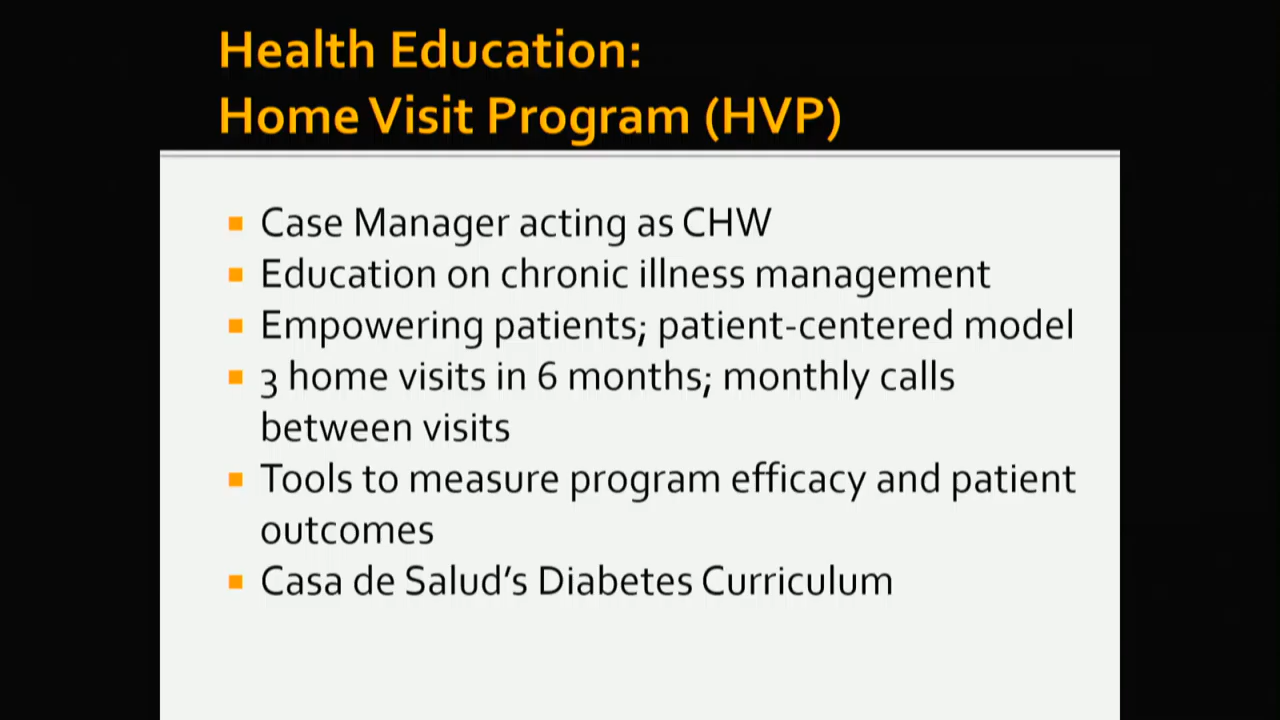 Health Education:
Home Visit Program (HVP)
Case Manager acting as CHW
Education on chronic illness management
Empowering patients; patient-centered model
3 home visits in 6 months; monthly calls
between visits
Tools to measure program efficacy and patient
outcomes
Casa de Salud’s Diabetes Curriculum